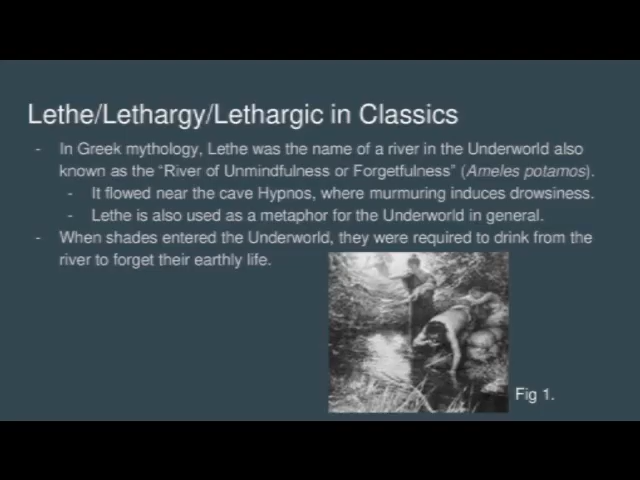 Lethe/Lethargy/Lethargic in Classics
- In Greek mythology, Lethe was the name of a river in the Underworld also
known as the “River of Unmindfulness or Forgetfulness” (Ameles potamos).
- It flowed near the cave Hypnos, where murmuring induces drowsiness.
- Lethe is also used as a metaphor for the Underworld in general.
- When shades entered the Underworld, they were required to drink from the
river to forget their earthly life.
Fig 1.